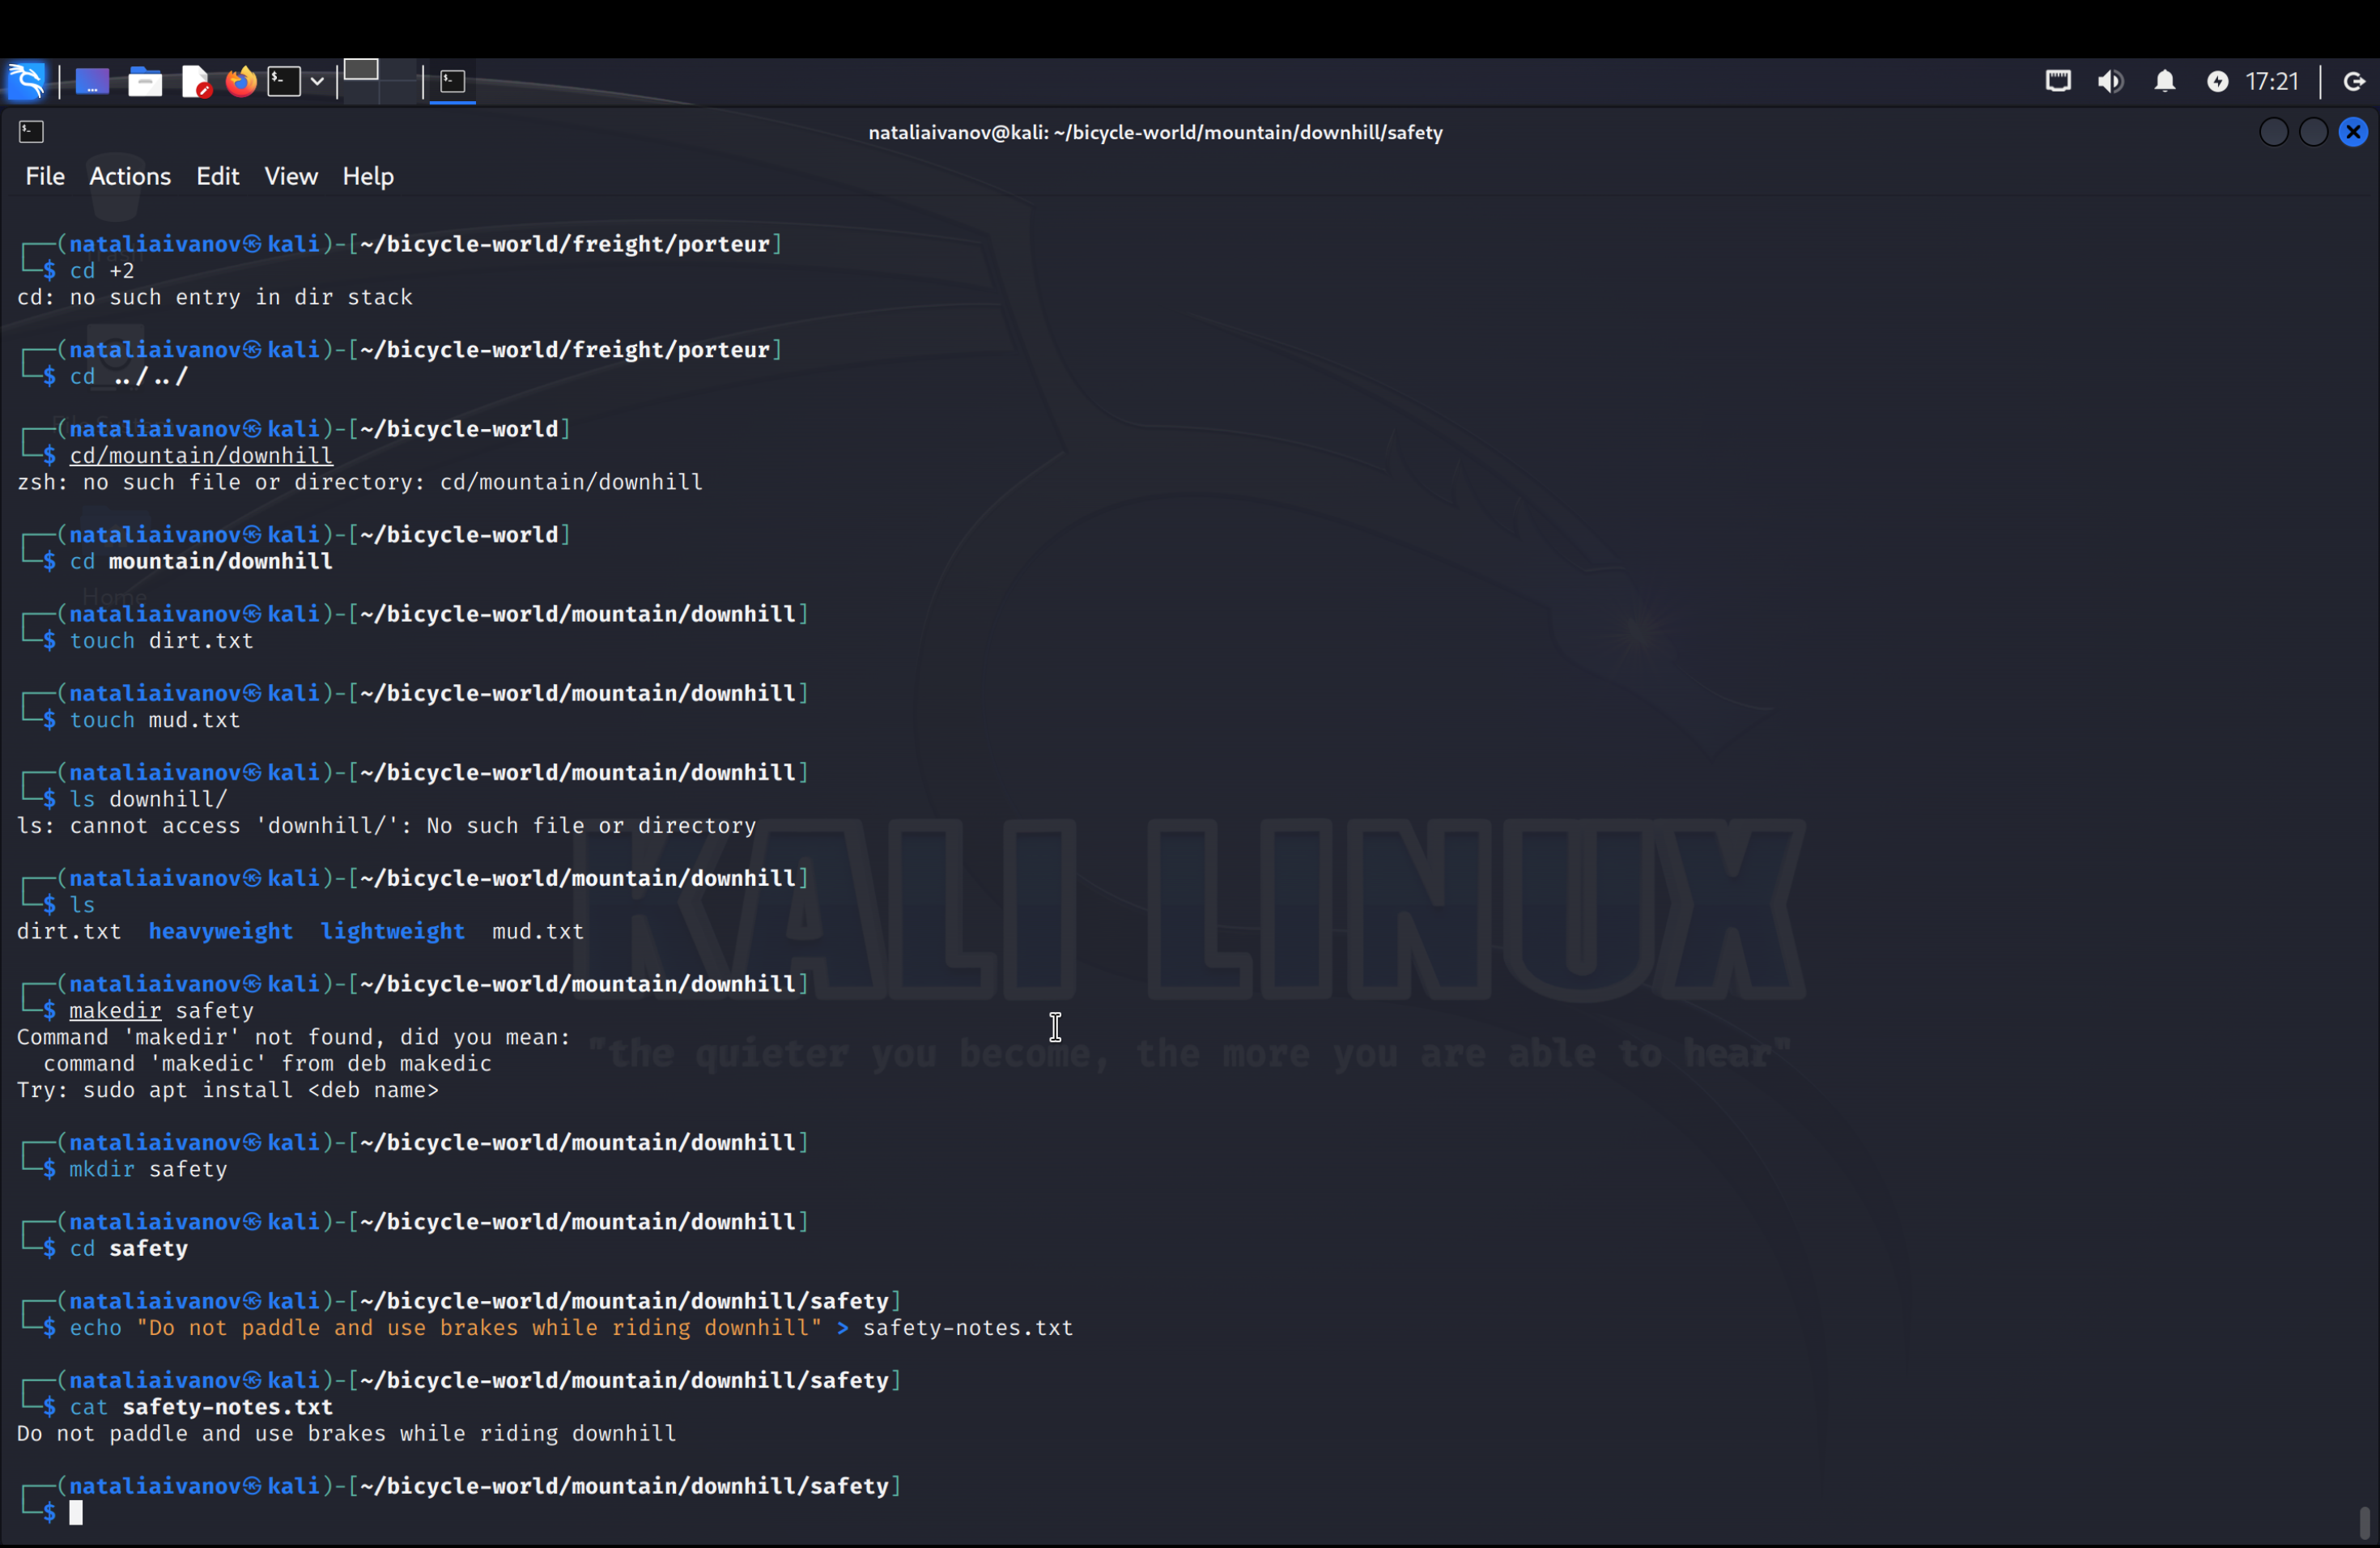 17:21
nataliaivanov@kali: ~/bicycle-world/mountain/downhill/safety
File Actions Edit View Help
┌──(nataliaivanov㉿kali)-[~/bicycle-world/freight/porteur]
└─$ cd +2
cd: no such entry in dir stack
┌──(nataliaivanov㉿kali)-[~/bicycle-world/freight/porteur]
└─$ cd ../../
┌──(nataliaivanov㉿kali)-[~/bicycle-world]
└─$ cd/mountain/downhill
zsh: no such file or directory: cd/mountain/downhill
┌──(nataliaivanov㉿kali)-[~/bicycle-world]
└─$ cd mountain/downhill
Home
┌──(nataliaivanov㉿kali)-[~/bicycle-world/mountain/downhill]
└─$ touch dirt.txt
┌──(nataliaivanov㉿kali)-[~/bicycle-world/mountain/downhill]
└─$ touch mud.txt
┌──(nataliaivanov㉿kali)-[~/bicycle-world/mountain/downhill]
└─$ ls downhill/
ls: cannot access 'downhill/': No such file or directory
┌──(nataliaivanov㉿kali)-[~/bicycle-world/mountain/downhill]
└─$ ls
dirt.txt heavyweight lightweight mud.txt
KALI LINUX
┌──(nataliaivanov㉿kali)-[~/bicycle-world/mountain/downhill]
└─$ makedir safety
Command 'makedir' not found, did you mean:
command 'makedic' from deb makedic
Try: sudo apt install <deb name>
"the quieter you become, the more you are able to hear"
┌──(nataliaivanov㉿kali)-[~/bicycle-world/mountain/downhill]
└─$ mkdir safety
┌──(nataliaivanov㉿kali)-[~/bicycle-world/mountain/downhill]
└─$ cd safety
┌──(nataliaivanov㉿kali)-[~/bicycle-world/mountain/downhill/safety]
└─$ echo "Do not paddle and use brakes while riding downhill" > safety-notes.txt
┌──(nataliaivanov㉿kali)-[~/bicycle-world/mountain/downhill/safety]
└─$ cat safety-notes.txt
Do not paddle and use brakes while riding downhill
┌──(nataliaivanov㉿kali)-[~/bicycle-world/mountain/downhill/safety]
└─$